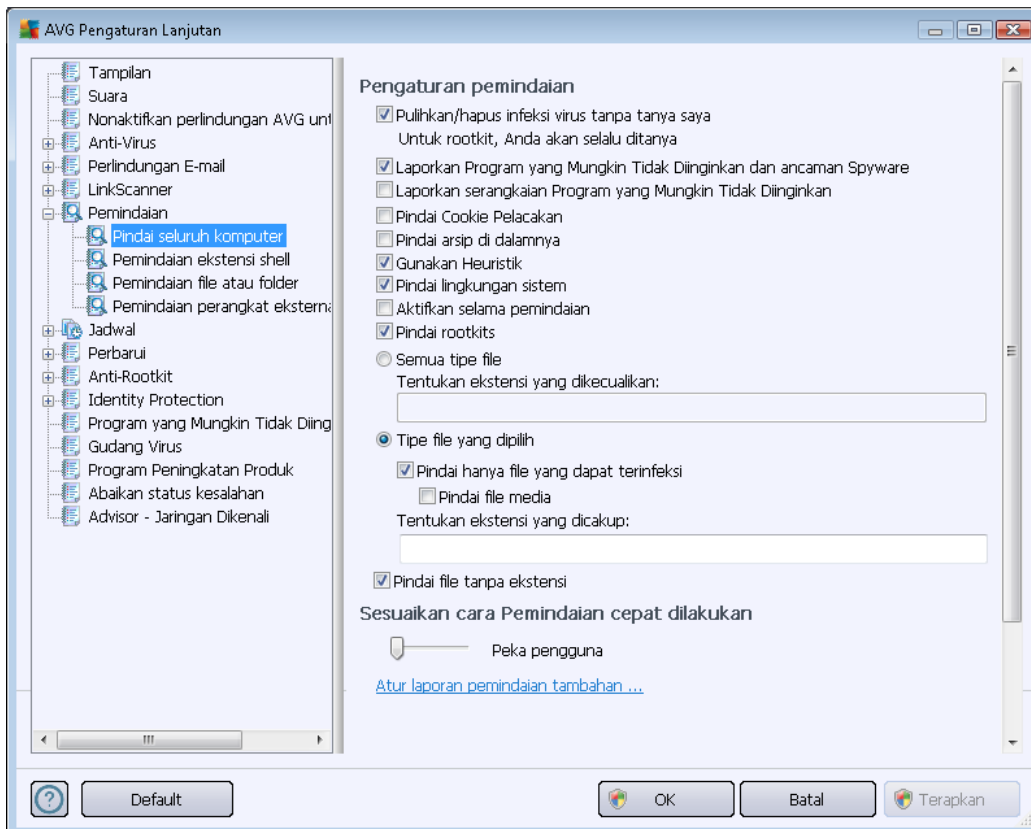 AVG Pengaturan Lanjutan
Tampilan
Suara
Nonaktifkan perlindungan AVG unt
Anti-Virus
Perlindungan E-mail
LinkScanner
Pemindaian
Pindai seluruh komputer
Pemindaian ekstensi shell
Pemindaian file atau folder
Pemindaian perangkat eksterna
Jadwal
Perbarui
Anti-Rootkit
Identity Protection
Program yang Mungkin Tidak Diing
Gudang Virus
Program Peningkatan Produk
Abaikan status kesalahan
Advisor - Jaringan Dikenali
Pengaturan pemindaian
Pulihkan/hapus infeksi virus tanpa tanya saya
Untuk rootkit, Anda akan selalu ditanya
Laporkan Program yang Mungkin Tidak Diinginkan dan ancaman Spyware
Laporkan serangkaian Program yang Mungkin Tidak Diinginkan
Pindai Cookie Pelacakan
Pindai arsip di dalamnya
Gunakan Heuristik
Pindai lingkungan sistem
Aktifkan selama pemindaian
Pindai rootkits
Semua tipe file
Tentukan ekstensi yang dikecualikan:
Tipe file yang dipilih
Pindai hanya file yang dapat terinfeksi
Pindai file media
Tentukan ekstensi yang dicakup:
Pindai file tanpa ekstensi
Sesuaikan cara Pemindaian cepat dilakukan
Peka pengguna
Atur laporan pemindaian tambahan ...
Default
OK
Batal
Terapkan